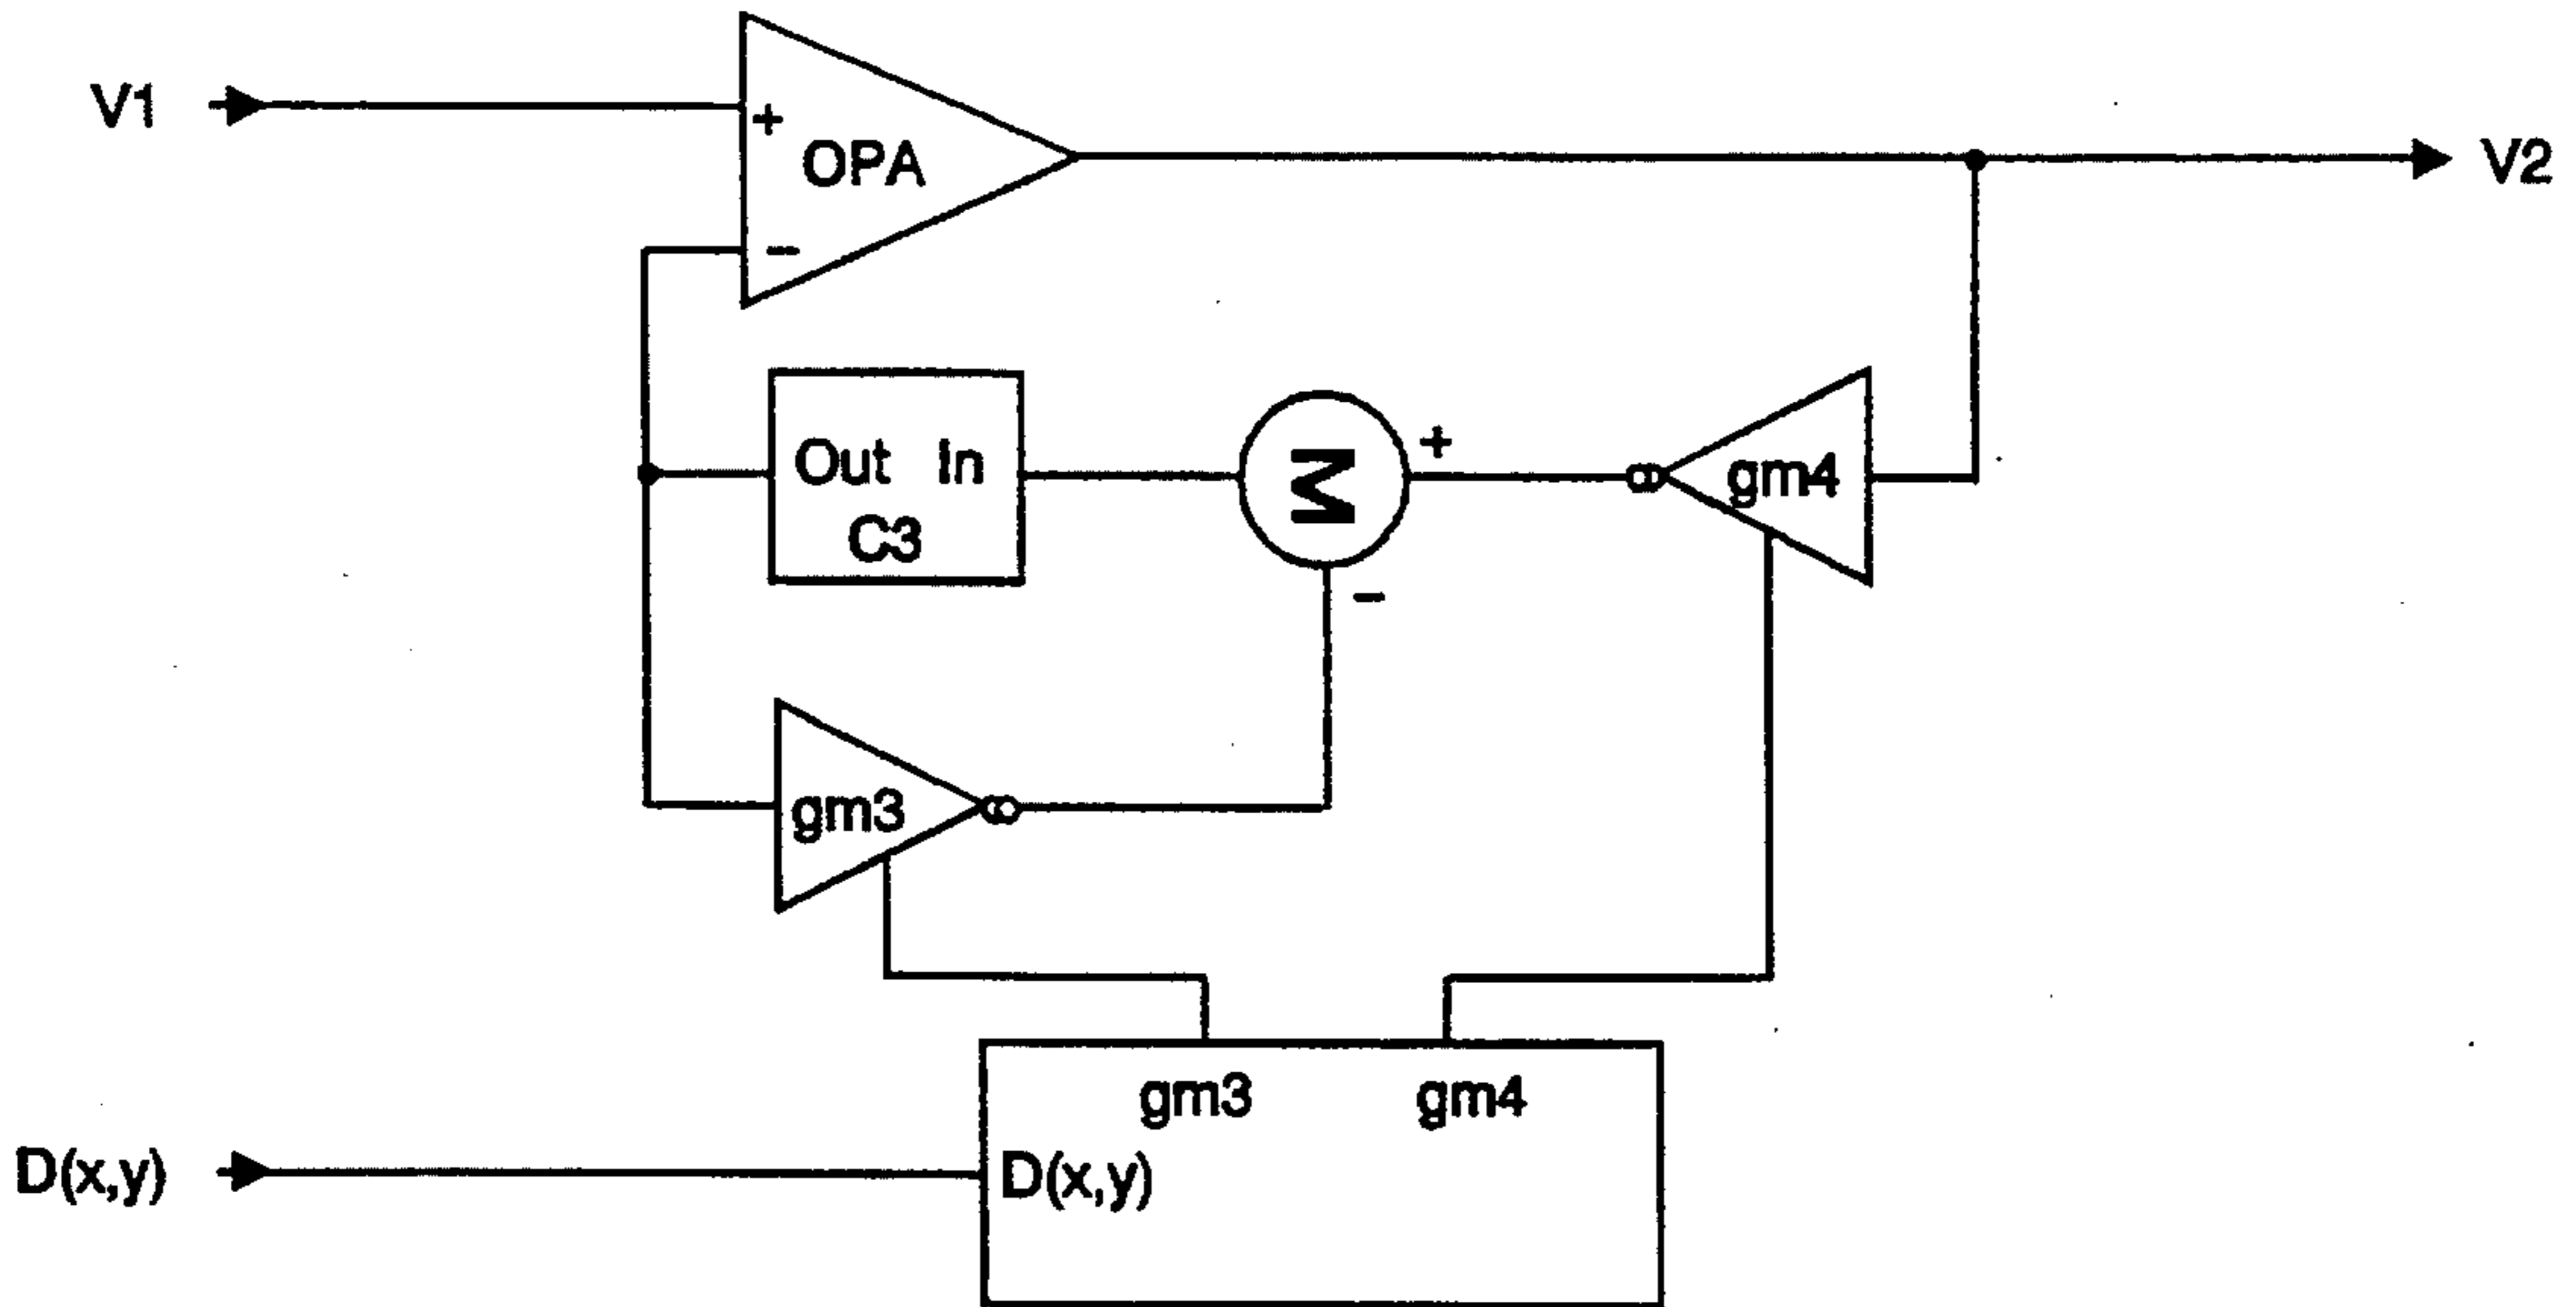 V1
+
OPA
−
V2
Out In
C3
Σ
+
−
gm4
gm3
gm3 gm4
D(x,y)
D(x,y)